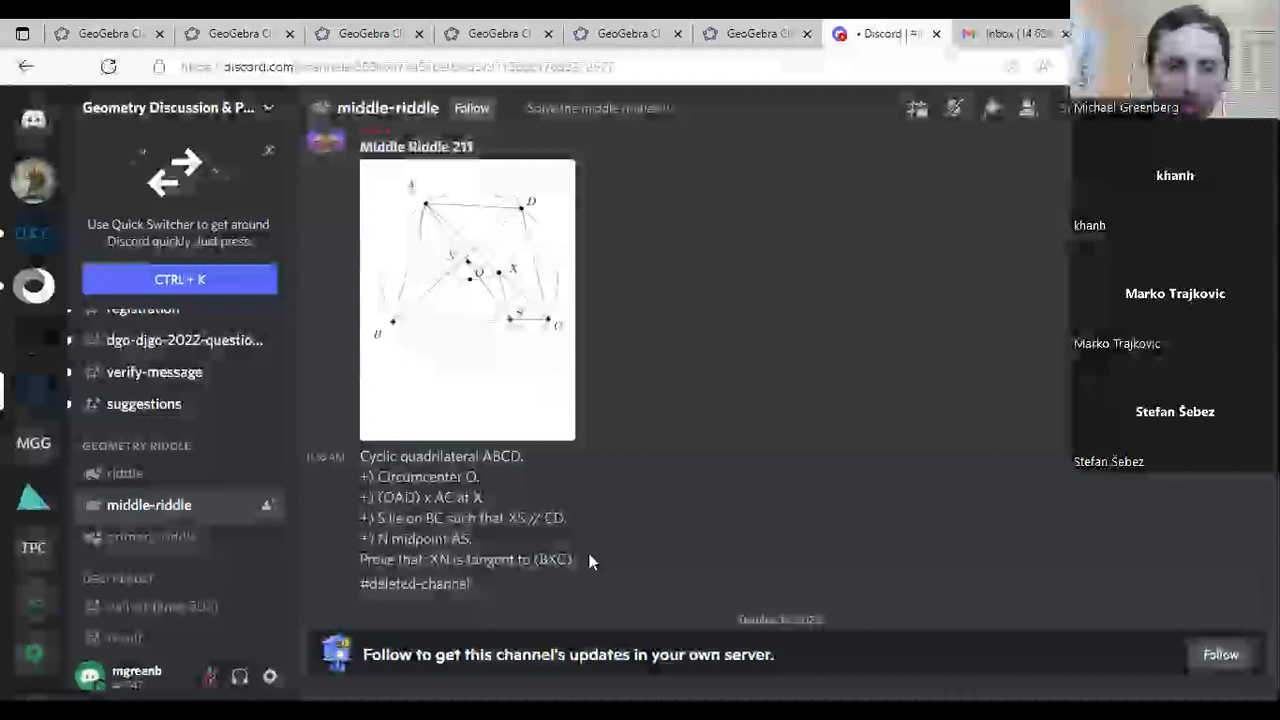 GeoGebra Cl
GeoGebra Cl
GeoGebra Cl
GeoGebra Cl
GeoGebra Cl
GeoGebra Cl
Discord
Inbox
discord.com
Geometry Discussion & P...
middle-riddle
Follow
Michael Greenberg
Use Quick Switcher to get around
Discord quickly. Just press:
CTRL + K
registration
dgo-djgo-2022-questio...
verify-message
suggestions
GEOMETRY RIDDLE
riddle
middle-riddle
MGG
TPC
mgreenb
Middle Riddle 211
A
D
X
S
B
Cyclic quadrilateral ABCD.
+) Circumcenter O.
+) (OAD) x AC at X
+) S lie on BC such that XS // CD.
+) N midpoint AS.
Prove that: XN is tangent to (BXC)
#deleted-channel
Follow to get this channel's updates in your own server.
Follow
khanh
khanh
Marko Trajkovic
Marko Trajkovic
Stefan Šebez
Stefan Šebez